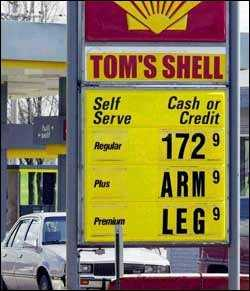 TOM'S SHELL
Self Cash or
Serve Credit
Regular 172 9
Plus ARM 9
Premium LEG 9